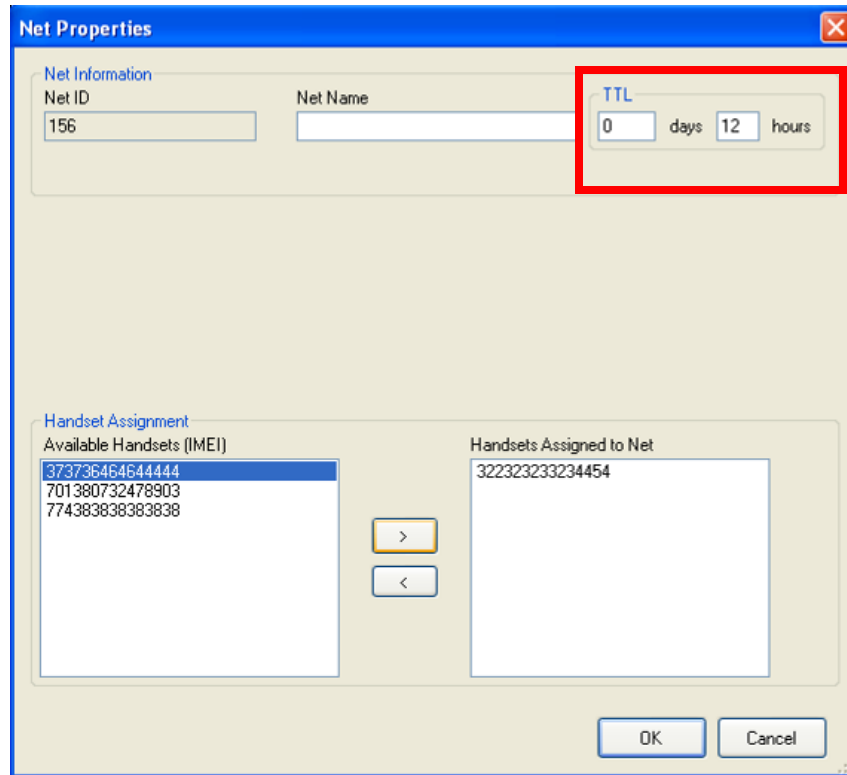 Net Properties
Net Information
Net ID
Net Name
TTL
156
0 days 12 hours
Handset Assignment
Available Handsets (IMEI)
373736464644444
701380732478903
774383838383838
>
<
Handsets Assigned to Net
322323233234454
OK
Cancel